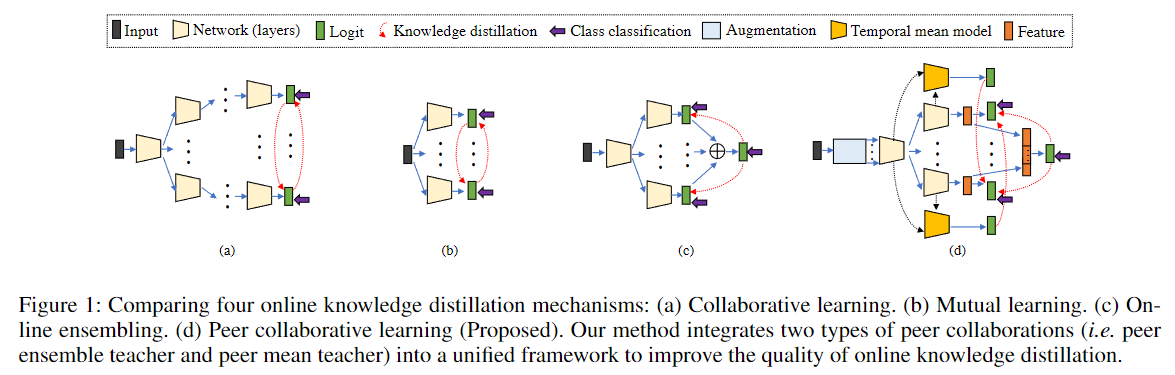 Input Network (layers) Logit Knowledge distillation Class classification Augmentation Temporal mean model Feature
(a) (b) (c) (d)
Figure 1: Comparing four online knowledge distillation mechanisms: (a) Collaborative learning. (b) Mutual learning. (c) On-
line ensembling. (d) Peer collaborative learning (Proposed). Our method integrates two types of peer collaborations (i.e. peer
ensemble teacher and peer mean teacher) into a unified framework to improve the quality of online knowledge distillation.